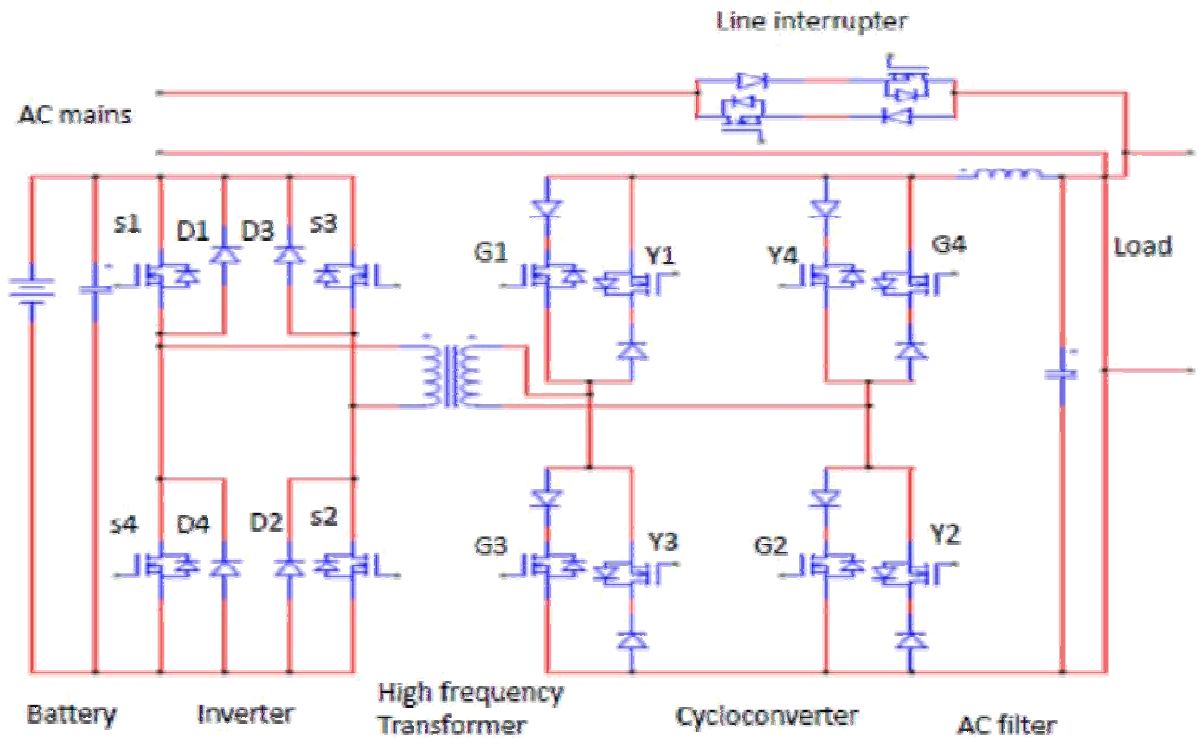 Line interrupter
AC mains
s1
D1
D3
s3
G1
Y1
Y4
G4
Load
s4
D4
D2
s2
G3
Y3
G2
Y2
Battery
Inverter
High frequency
Transformer
Cycloconverter
AC filter